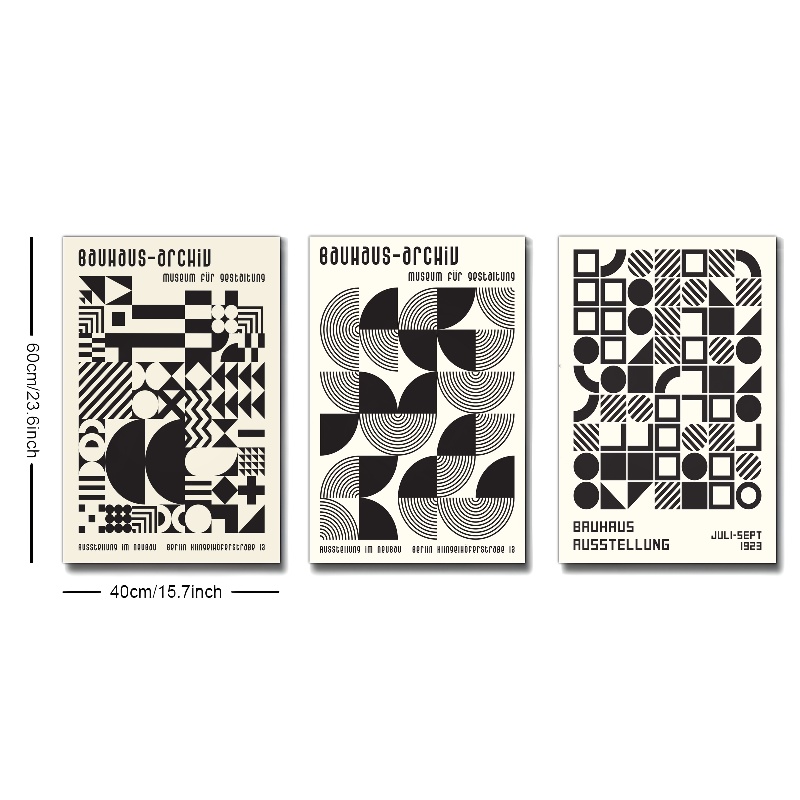 60cm/23.6inch
40cm/15.7inch
BAUHAUS-ARCHIV
MUSEUM FÜR GESTALTUNG
AUSSTELLUNG IM NEUBAU BERLIN KLINGELHÖFERSTRAßE 13
BAUHAUS-ARCHIV
MUSEUM FÜR GESTALTUNG
AUSSTELLUNG IM NEUBAU BERLIN KLINGELHÖFERSTRAßE 13
BAUHAUS
AUSSTELLUNG
JULI-SEPT
1923